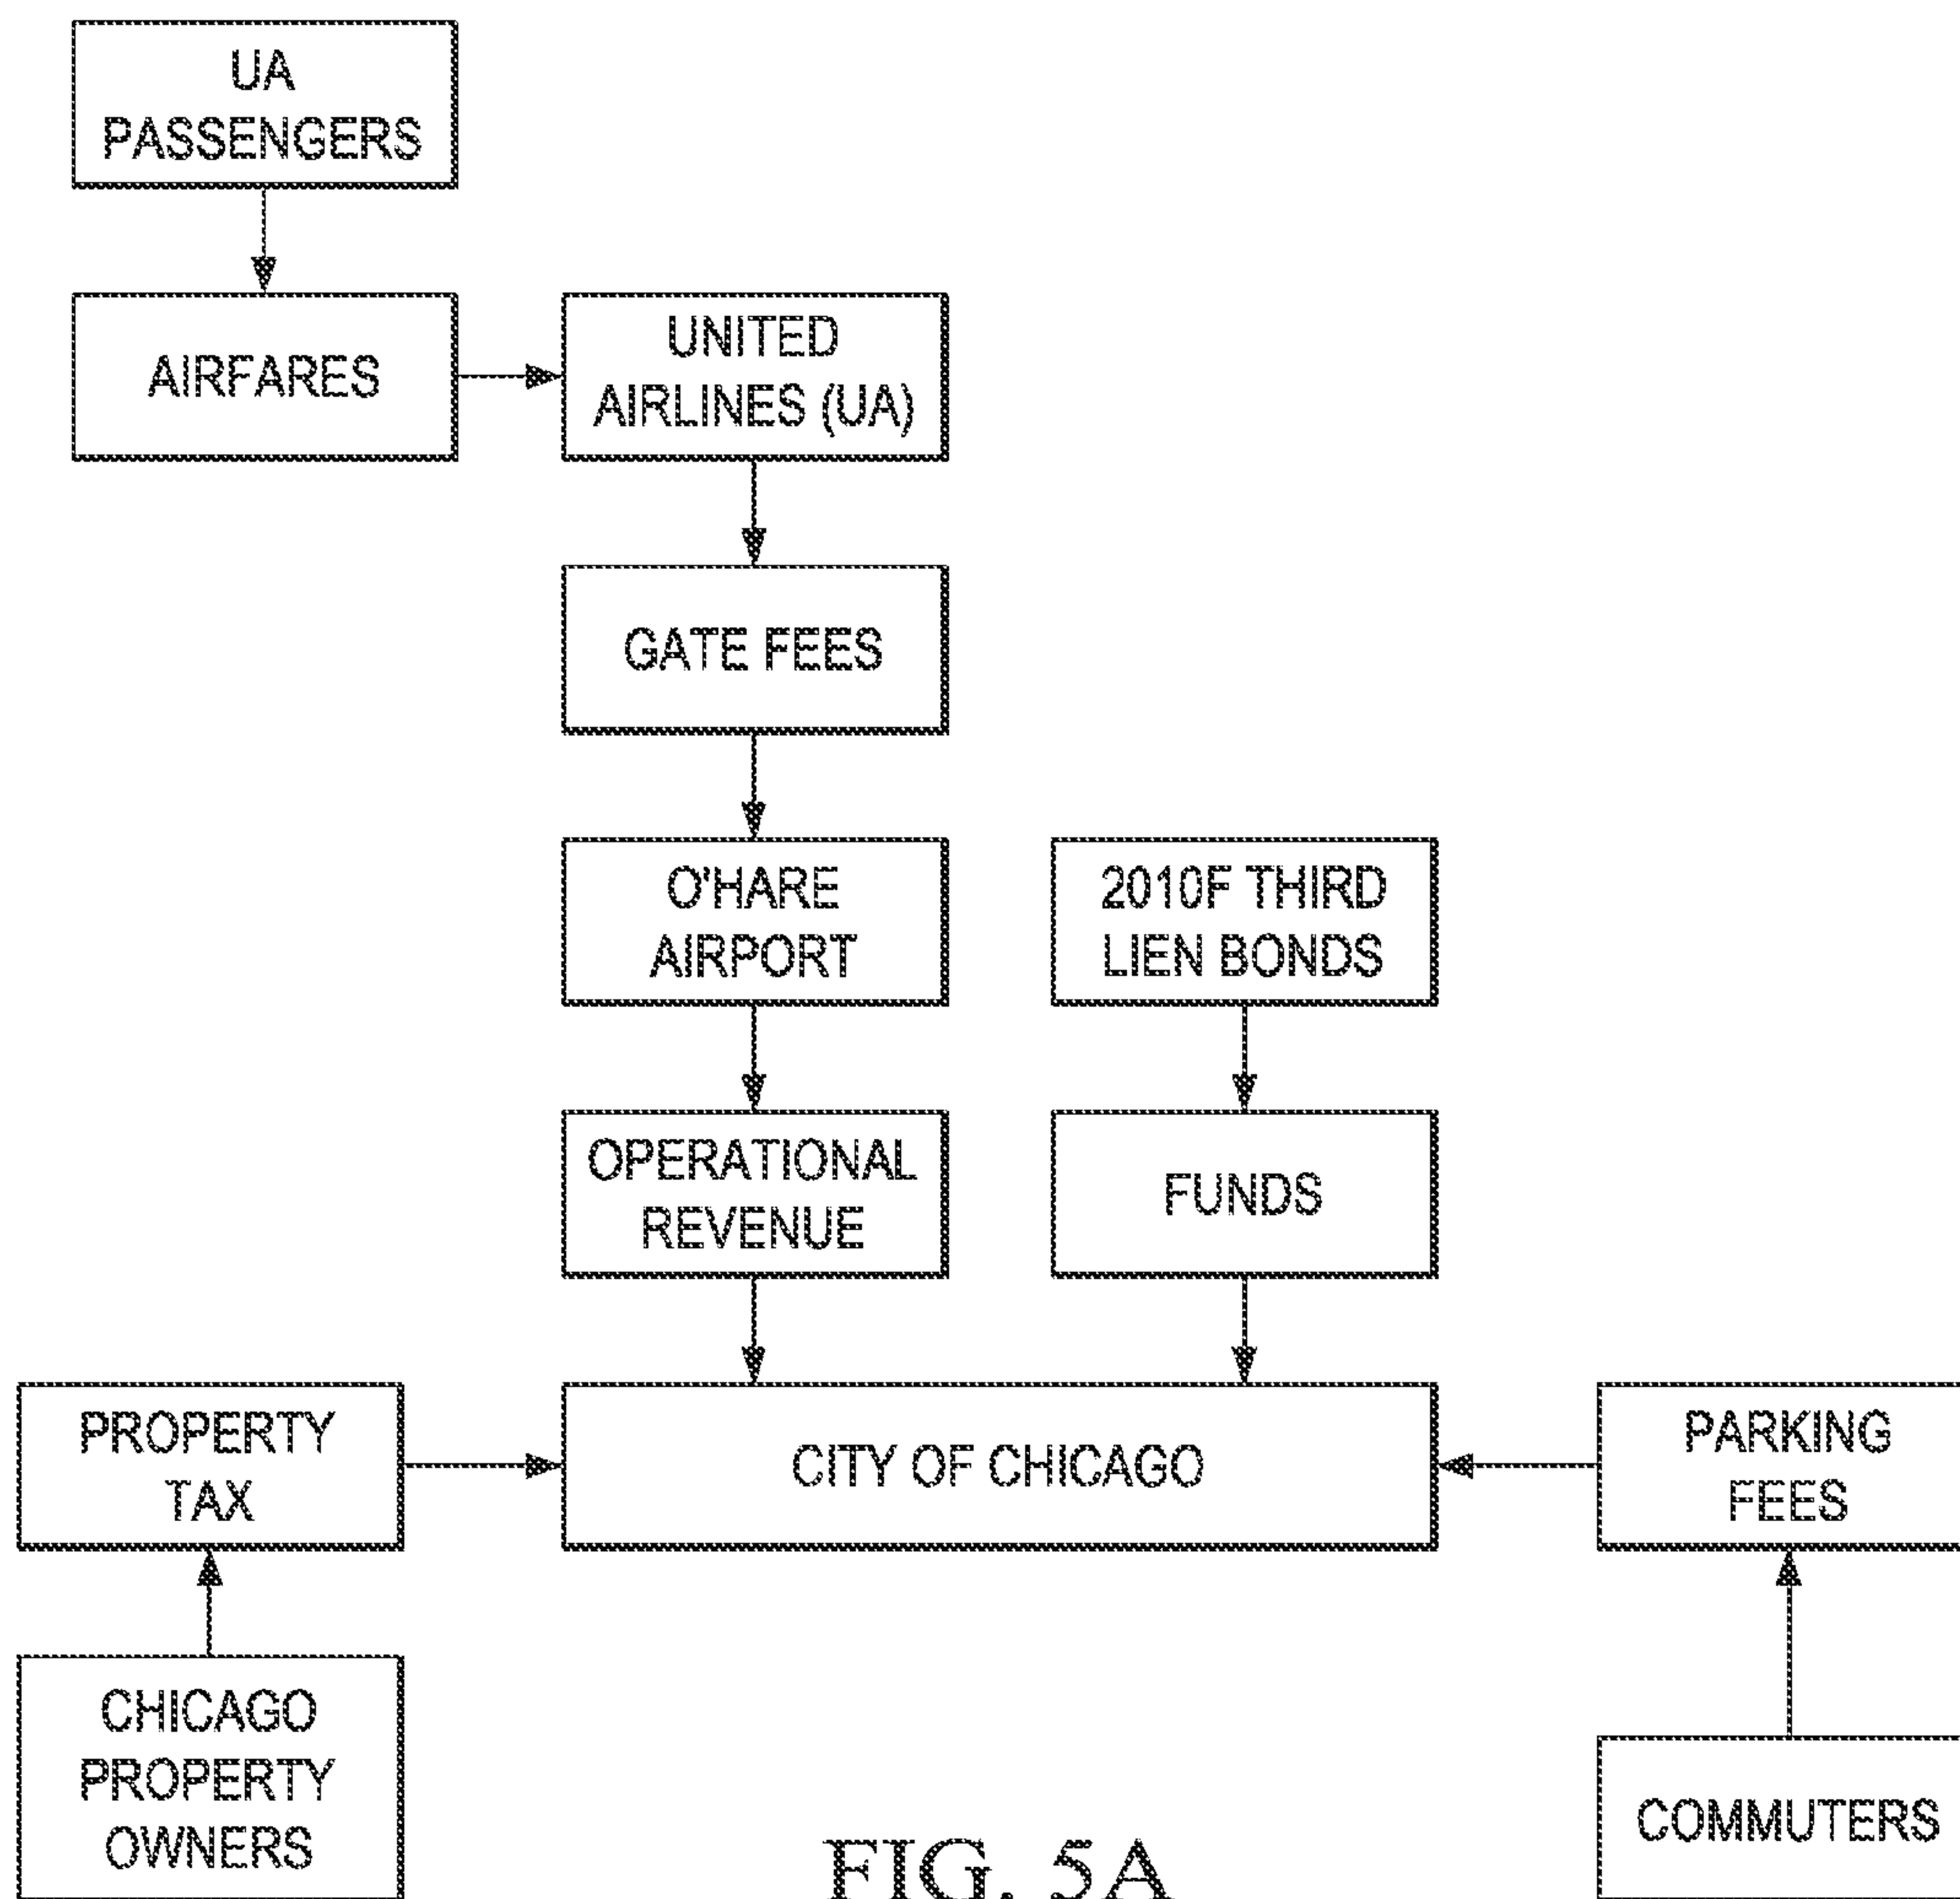 UA
PASSENGERS
AIRFARES
UNITED
AIRLINES (UA)
GATE FEES
O'HARE
AIRPORT
2010F THIRD
LIEN BONDS
OPERATIONAL
REVENUE
FUNDS
PROPERTY
TAX
CITY OF CHICAGO
PARKING
FEES
CHICAGO
PROPERTY
OWNERS
COMMUTERS
FIG. 5A